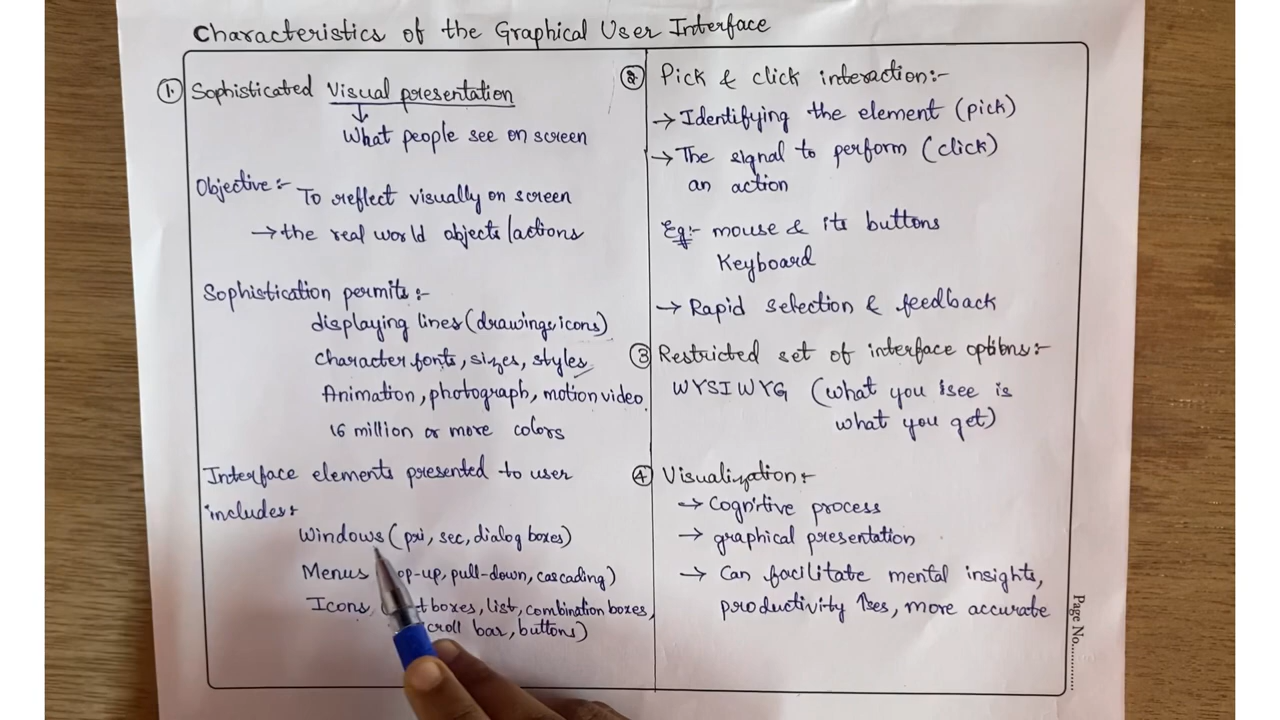 Characteristics of the Graphical User Interface
① Sophisticated Visual presentation
What people see on screen
Objective:- To reflect visually on screen
→ the real world objects/actions
Sophistication permits:-
displaying lines (drawings, icons)
Character fonts, sizes, styles
Animation, photograph, motion video.
16 million or more colors
Interface elements presented to user
includes:-
Windows (pri, sec, dialog boxes)
Menus op-up, pull-down, cascading)
Icons, t boxes, list, combination boxes,
croll bar, buttons)
② Pick & click interaction:-
→ Identifying the element (pick)
→ The signal to perform (click)
an action
Eg:- mouse & its buttons
Keyboard
→ Rapid selection & feedback
③ Restricted set of interface options:-
WYSIWYG (what you see is
what you get)
④ Visualization:-
→ Cognitive process
→ graphical presentation
→ Can facilitate mental insights,
productivity ↑ses, more accurate
Page No............